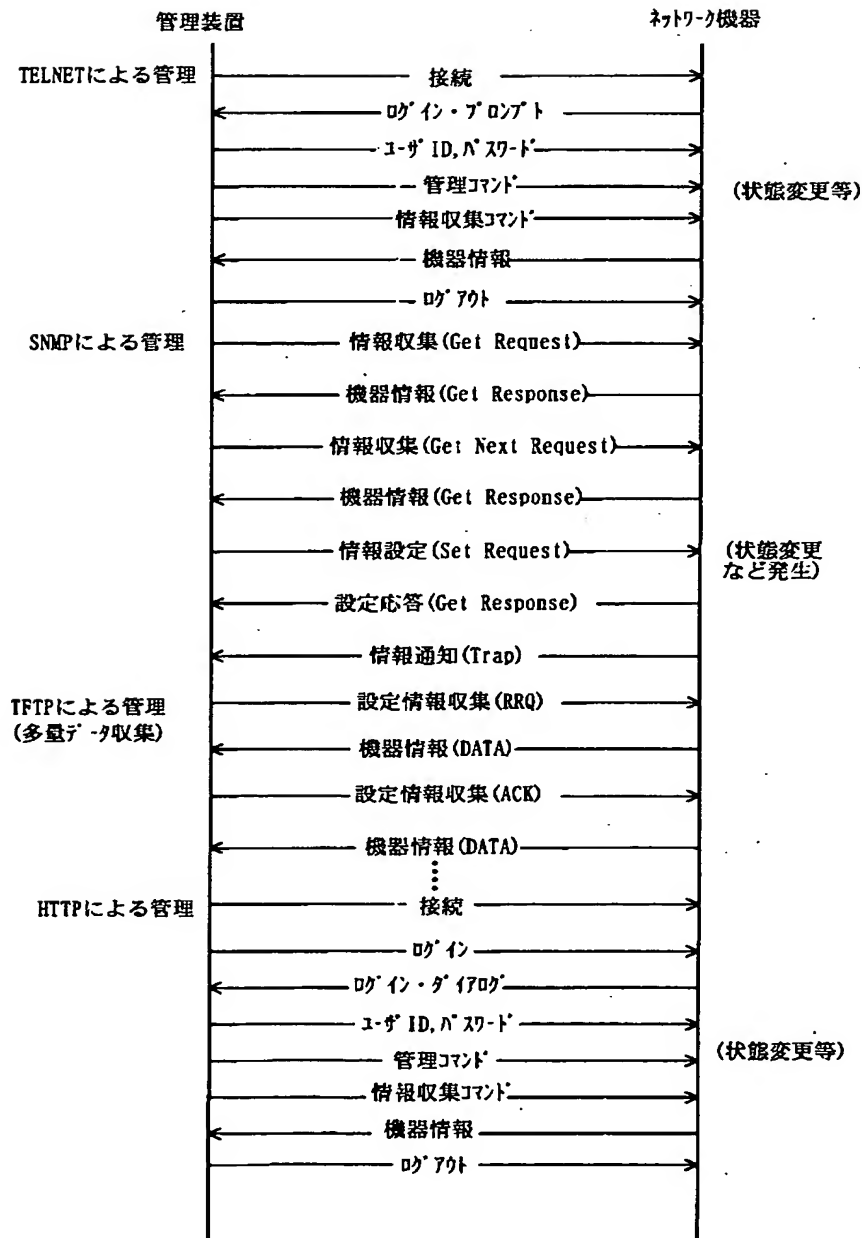 管理装置
ﾈｯﾄﾜｰｸ機器
TELNETによる管理
接続
ﾛｸﾞｲﾝ・ﾌﾟﾛﾝﾌﾟﾄ
ﾕｰｻﾞID,ﾊﾟｽﾜｰﾄﾞ
管理ｺﾏﾝﾄﾞ
(状態変更等)
情報収集ｺﾏﾝﾄﾞ
機器情報
ﾛｸﾞｱｳﾄ
SNMPによる管理
情報収集(Get Request)
機器情報(Get Response)
情報収集(Get Next Request)
機器情報(Get Response)
情報設定(Set Request)
(状態変更
など発生)
設定応答(Get Response)
情報通知(Trap)
TFTPによる管理
(多量ﾃﾞｰﾀ収集)
設定情報収集(RRQ)
機器情報(DATA)
設定情報収集(ACK)
機器情報(DATA)
HTTPによる管理
接続
ﾛｸﾞｲﾝ
ﾛｸﾞｲﾝ・ﾀﾞｲｱﾛｸﾞ
ﾕｰｻﾞID,ﾊﾟｽﾜｰﾄﾞ
管理ｺﾏﾝﾄﾞ
(状態変更等)
情報収集ｺﾏﾝﾄﾞ
機器情報
ﾛｸﾞｱｳﾄ